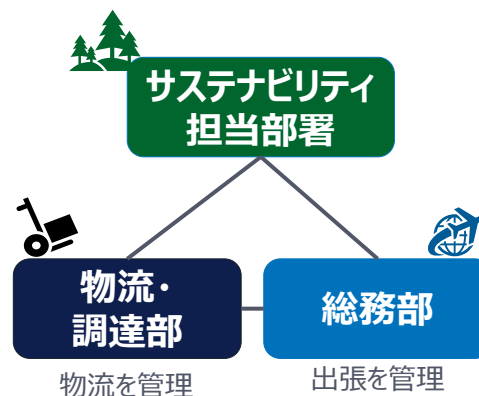 サステナビリティ
担当部署
物流・
調達部
総務部
物流を管理
出張を管理